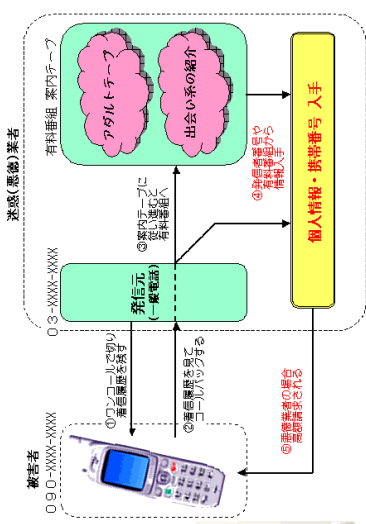 被害者
090-XXXX-XXXX
①ワンコールで切り
着信履歴を残す
②着信履歴を見て
コールバックする
迷惑(悪徳)業者
03-XXXX-XXXX
発信元
(一般電話)
③案内テープに
従い進むと
有料番組へ
有料番組 案内テープ
アダルトテープ
出会い系の紹介
④発信者番号や
有料番組から
情報入手
個人情報・携帯番号 入手
⑤悪徳業者の場合
高額請求される